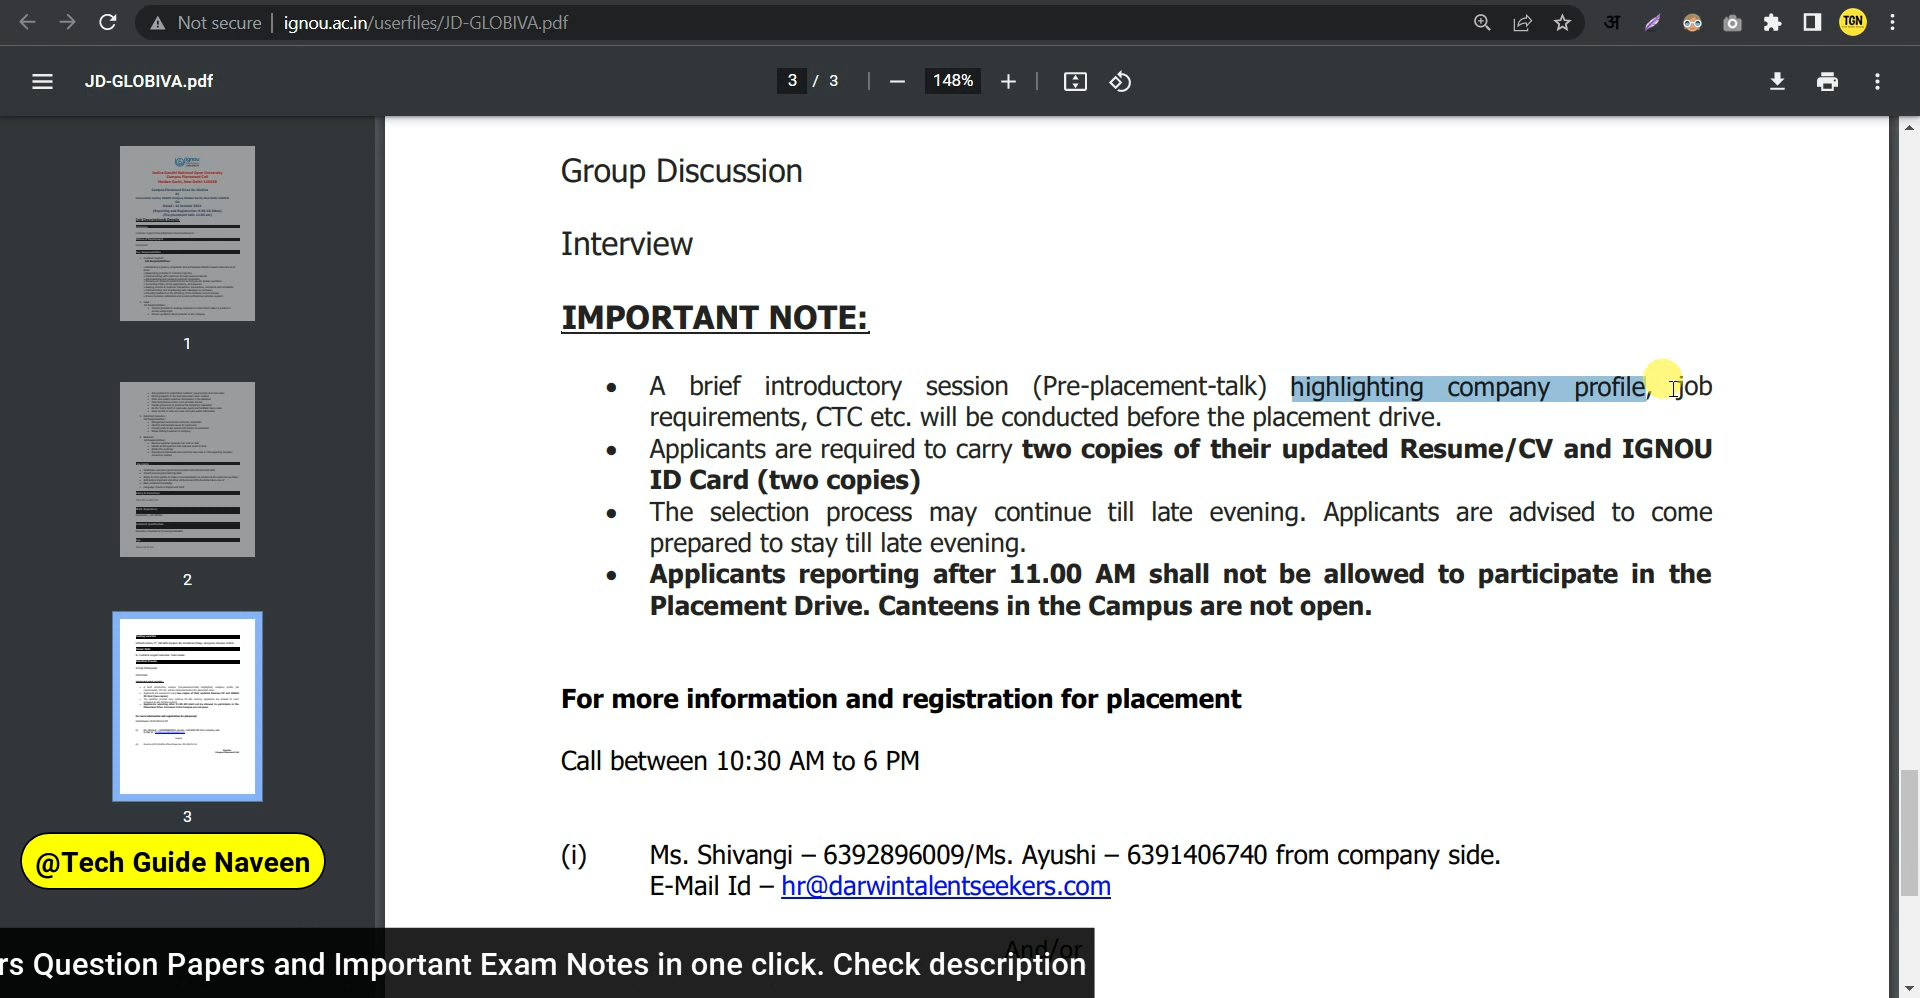 Not secure | ignou.ac.in/userfiles/JD-GLOBIVA.pdf
अ
TGN
JD-GLOBIVA.pdf
3 / 3
148%
1
2
3
Group Discussion
Interview
IMPORTANT NOTE:
• A brief introductory session (Pre-placement-talk) highlighting company profile, job
requirements, CTC etc. will be conducted before the placement drive.
• Applicants are required to carry two copies of their updated Resume/CV and IGNOU
ID Card (two copies)
• The selection process may continue till late evening. Applicants are advised to come
prepared to stay till late evening.
• Applicants reporting after 11.00 AM shall not be allowed to participate in the
Placement Drive. Canteens in the Campus are not open.
For more information and registration for placement
Call between 10:30 AM to 6 PM
(i) Ms. Shivangi – 6392896009/Ms. Ayushi – 6391406740 from company side.
E-Mail Id – hr@darwintalentseekers.com
And/or
@Tech Guide Naveen
rs Question Papers and Important Exam Notes in one click. Check description